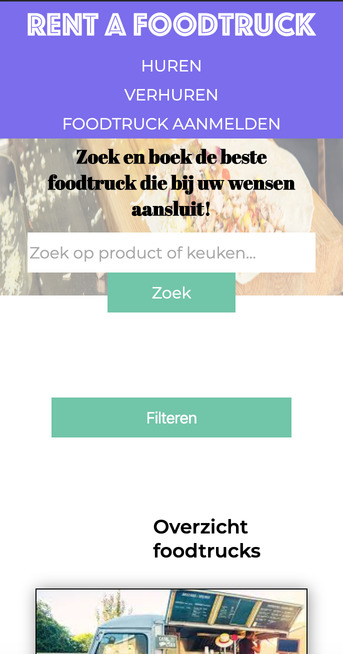 RENT A FOODTRUCK
HUREN
VERHUREN
FOODTRUCK AANMELDEN
Zoek en boek de beste
foodtruck die bij uw wensen
aansluit!
Zoek op product of keuken...
Zoek
Filteren
Overzicht
foodtrucks